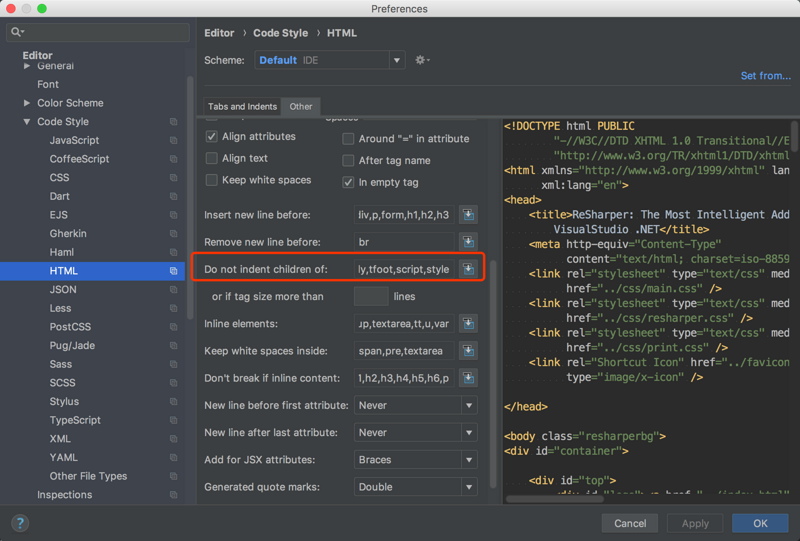 Preferences
Editor
General
Font
Color Scheme
Code Style
JavaScript
CoffeeScript
CSS
Dart
EJS
Gherkin
Haml
HTML
JSON
Less
PostCSS
Pug/Jade
Sass
SCSS
Stylus
TypeScript
XML
YAML
Other File Types
Inspections
Editor › Code Style › HTML
Scheme: Default IDE
Set from...
Tabs and Indents Other
Spaces
Align attributes Around "=" in attribute
Align text After tag name
Keep white spaces In empty tag
Insert new line before: div,p,form,h1,h2,h3
Remove new line before: br
Do not indent children of: ly,tfoot,script,style
or if tag size more than lines
Inline elements: up,textarea,tt,u,var
Keep white spaces inside: span,pre,textarea
Don't break if inline content: 1,h2,h3,h4,h5,h6,p
New line before first attribute: Never
New line after last attribute: Never
Add for JSX attributes: Braces
Generated quote marks: Double
<!DOCTYPE html PUBLIC
"-//W3C//DTD XHTML 1.0 Transitional//E
"http://www.w3.org/TR/xhtml1/DTD/xhtml
<html xmlns="http://www.w3.org/1999/xhtml" lan
xml:lang="en">
<head>
<title>ReSharper: The Most Intelligent Add
VisualStudio .NET</title>
<meta http-equiv="Content-Type"
content="text/html; charset=iso-8859
<link rel="stylesheet" type="text/css" med
href="../css/main.css" />
<link rel="stylesheet" type="text/css" med
href="../css/resharper.css" />
<link rel="stylesheet" type="text/css" med
href="../css/print.css" />
<link rel="Shortcut Icon" href="../favicon
type="image/x-icon" />
</head>
<body class="resharperbg">
<div id="container">
<div id="top">
? Cancel Apply OK